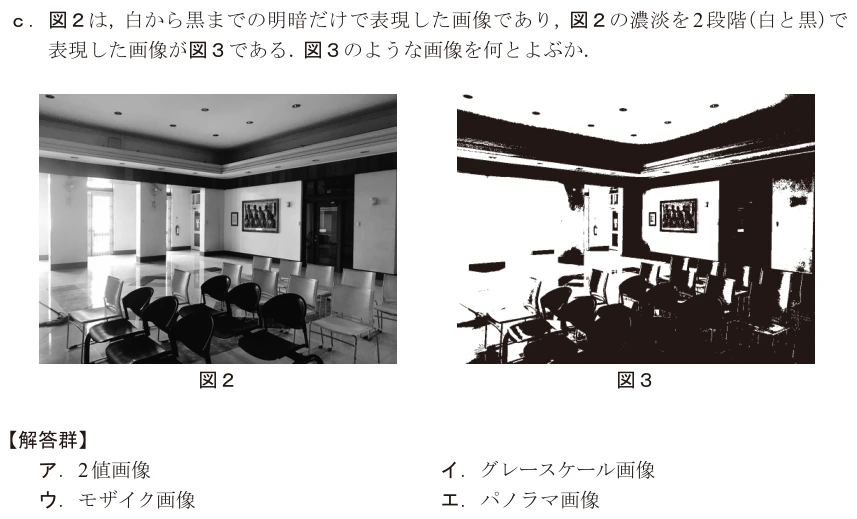 c．図2は，白から黒までの明暗だけで表現した画像であり，図2の濃淡を2段階（白と黒）で
表現した画像が図3である．図3のような画像を何とよぶか．
図2
図3
【解答群】
ア．2値画像
イ．グレースケール画像
ウ．モザイク画像
エ．パノラマ画像